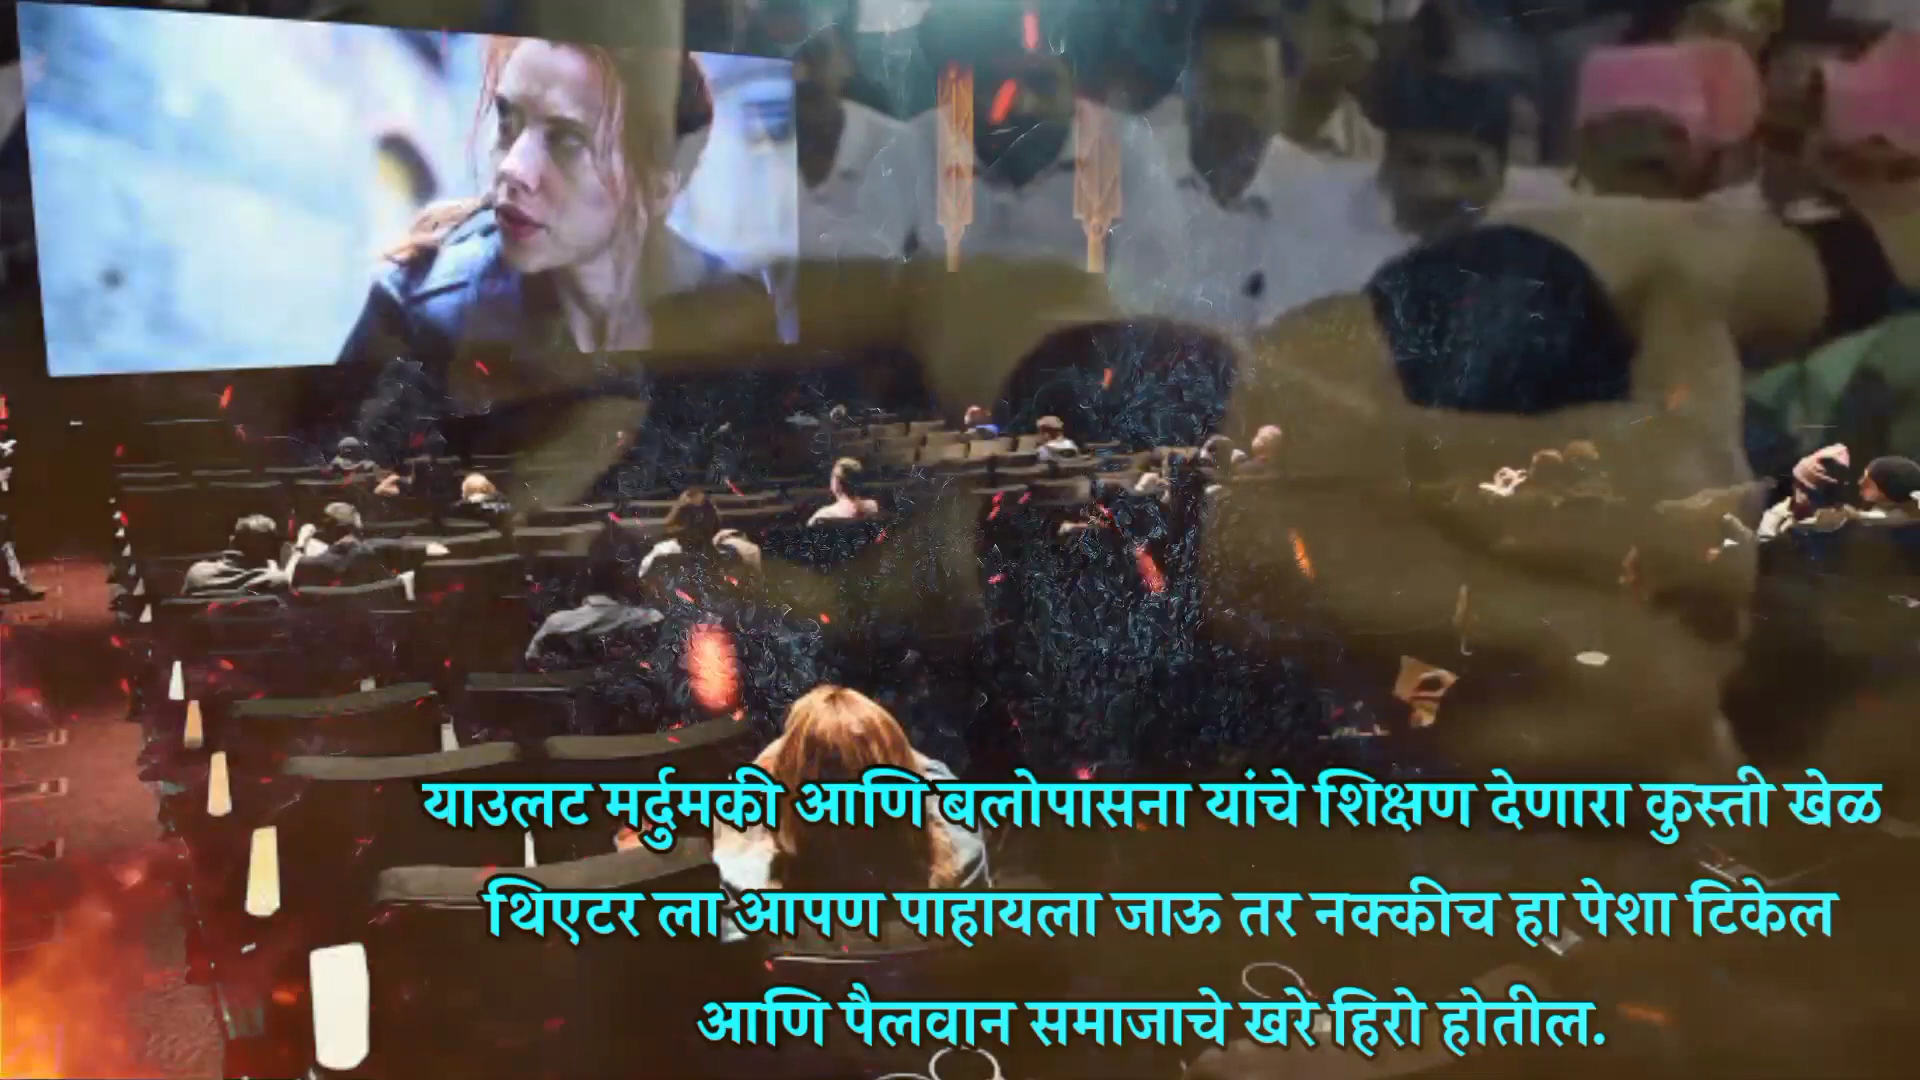 याउलट मर्दुमकी आणि बलोपासना यांचे शिक्षण देणारा कुस्ती खेळ
थिएटर ला आपण पाहायला जाऊ तर नक्कीच हा पेशा टिकेल
आणि पैलवान समाजाचे खरे हिरो होतील.